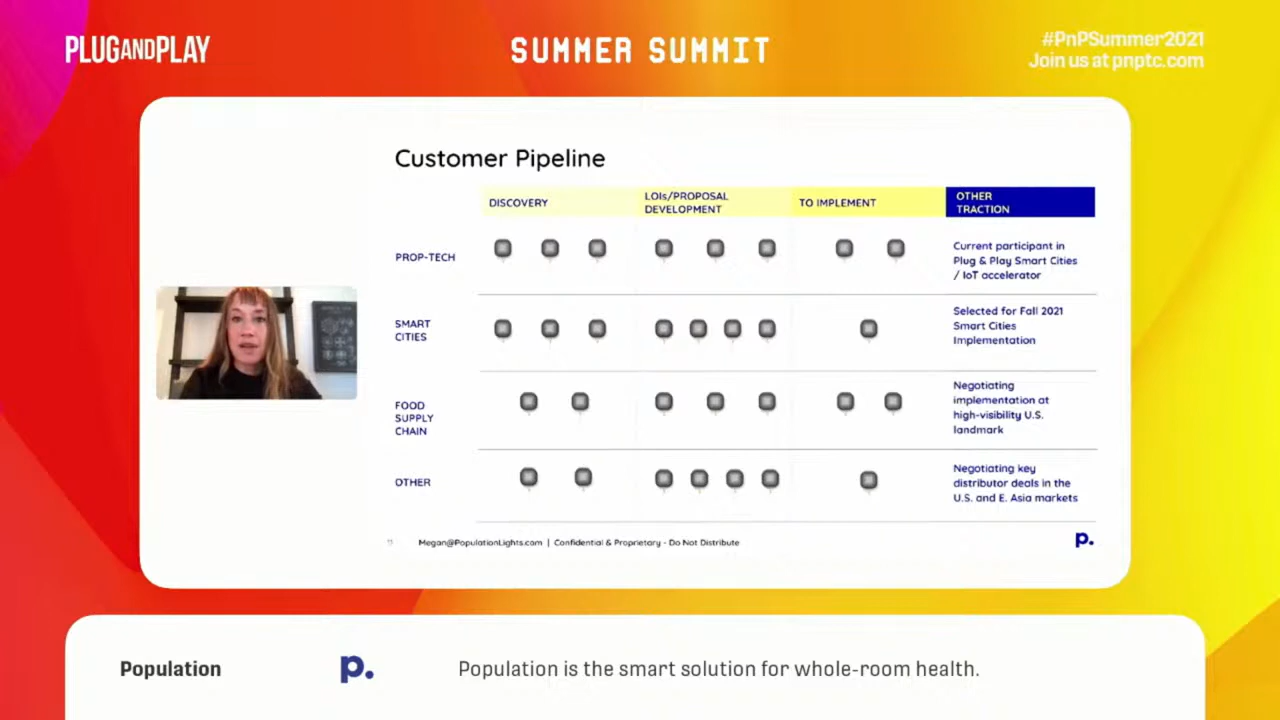 PLUGANDPLAY
SUMMER SUMMIT
#PnPSummer2021
Join us at pnptc.com
Customer Pipeline
DISCOVERY
LOIs/PROPOSAL
DEVELOPMENT
TO IMPLEMENT
OTHER
TRACTION
PROP-TECH
Current participant in
Plug & Play Smart Cities
/ IoT accelerator
SMART
CITIES
Selected for Fall 2021
Smart Cities
Implementation
FOOD
SUPPLY
CHAIN
Negotiating
implementation at
high-visibility U.S.
landmark
OTHER
Negotiating key
distributor deals in the
U.S. and E. Asia markets
Megan@PopulationLights.com | Confidential & Proprietary - Do Not Distribute
p.
Population
p.
Population is the smart solution for whole-room health.